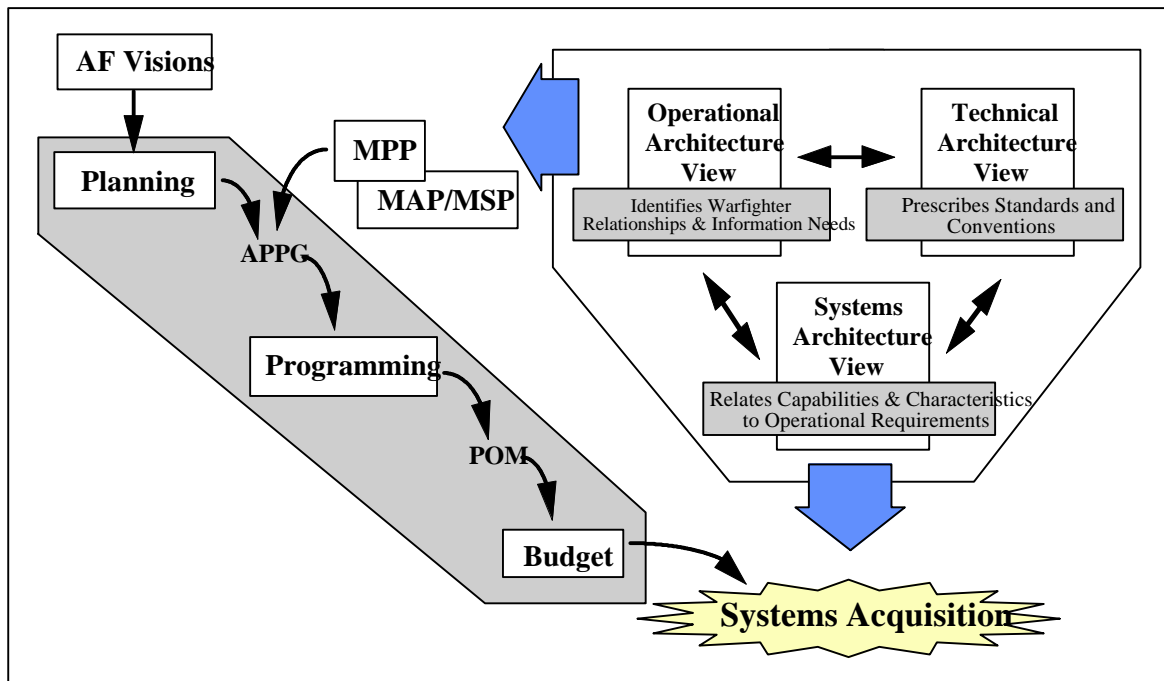 AF Visions
Planning
MPP
MAP/MSP
APPG
Programming
POM
Budget
Operational
Architecture
View
Identifies Warfighter
Relationships & Information Needs
Technical
Architecture
View
Prescribes Standards and
Conventions
Systems
Architecture
View
Relates Capabilities & Characteristics
to Operational Requirements
Systems Acquisition